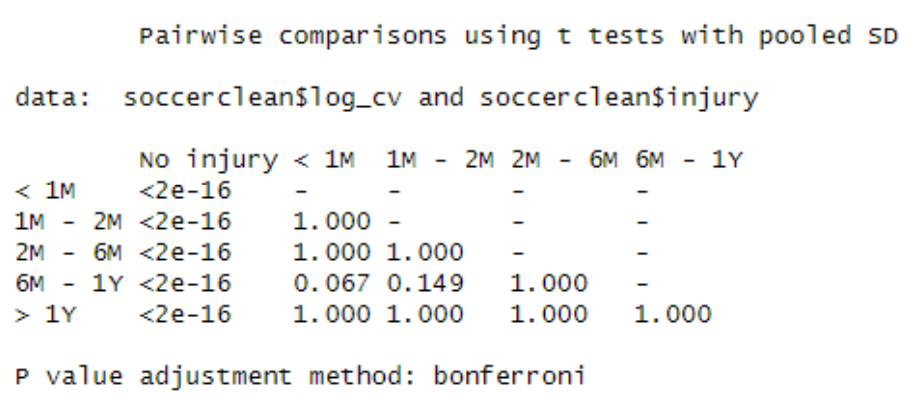 Pairwise comparisons using t tests with pooled SD
data: soccerclean$log_cv and soccerclean$injury
No injury < 1M 1M - 2M 2M - 6M 6M - 1Y
< 1M <2e-16 - - - -
1M - 2M <2e-16 1.000 - - -
2M - 6M <2e-16 1.000 1.000 - -
6M - 1Y <2e-16 0.067 0.149 1.000 -
> 1Y <2e-16 1.000 1.000 1.000 1.000
P value adjustment method: bonferroni